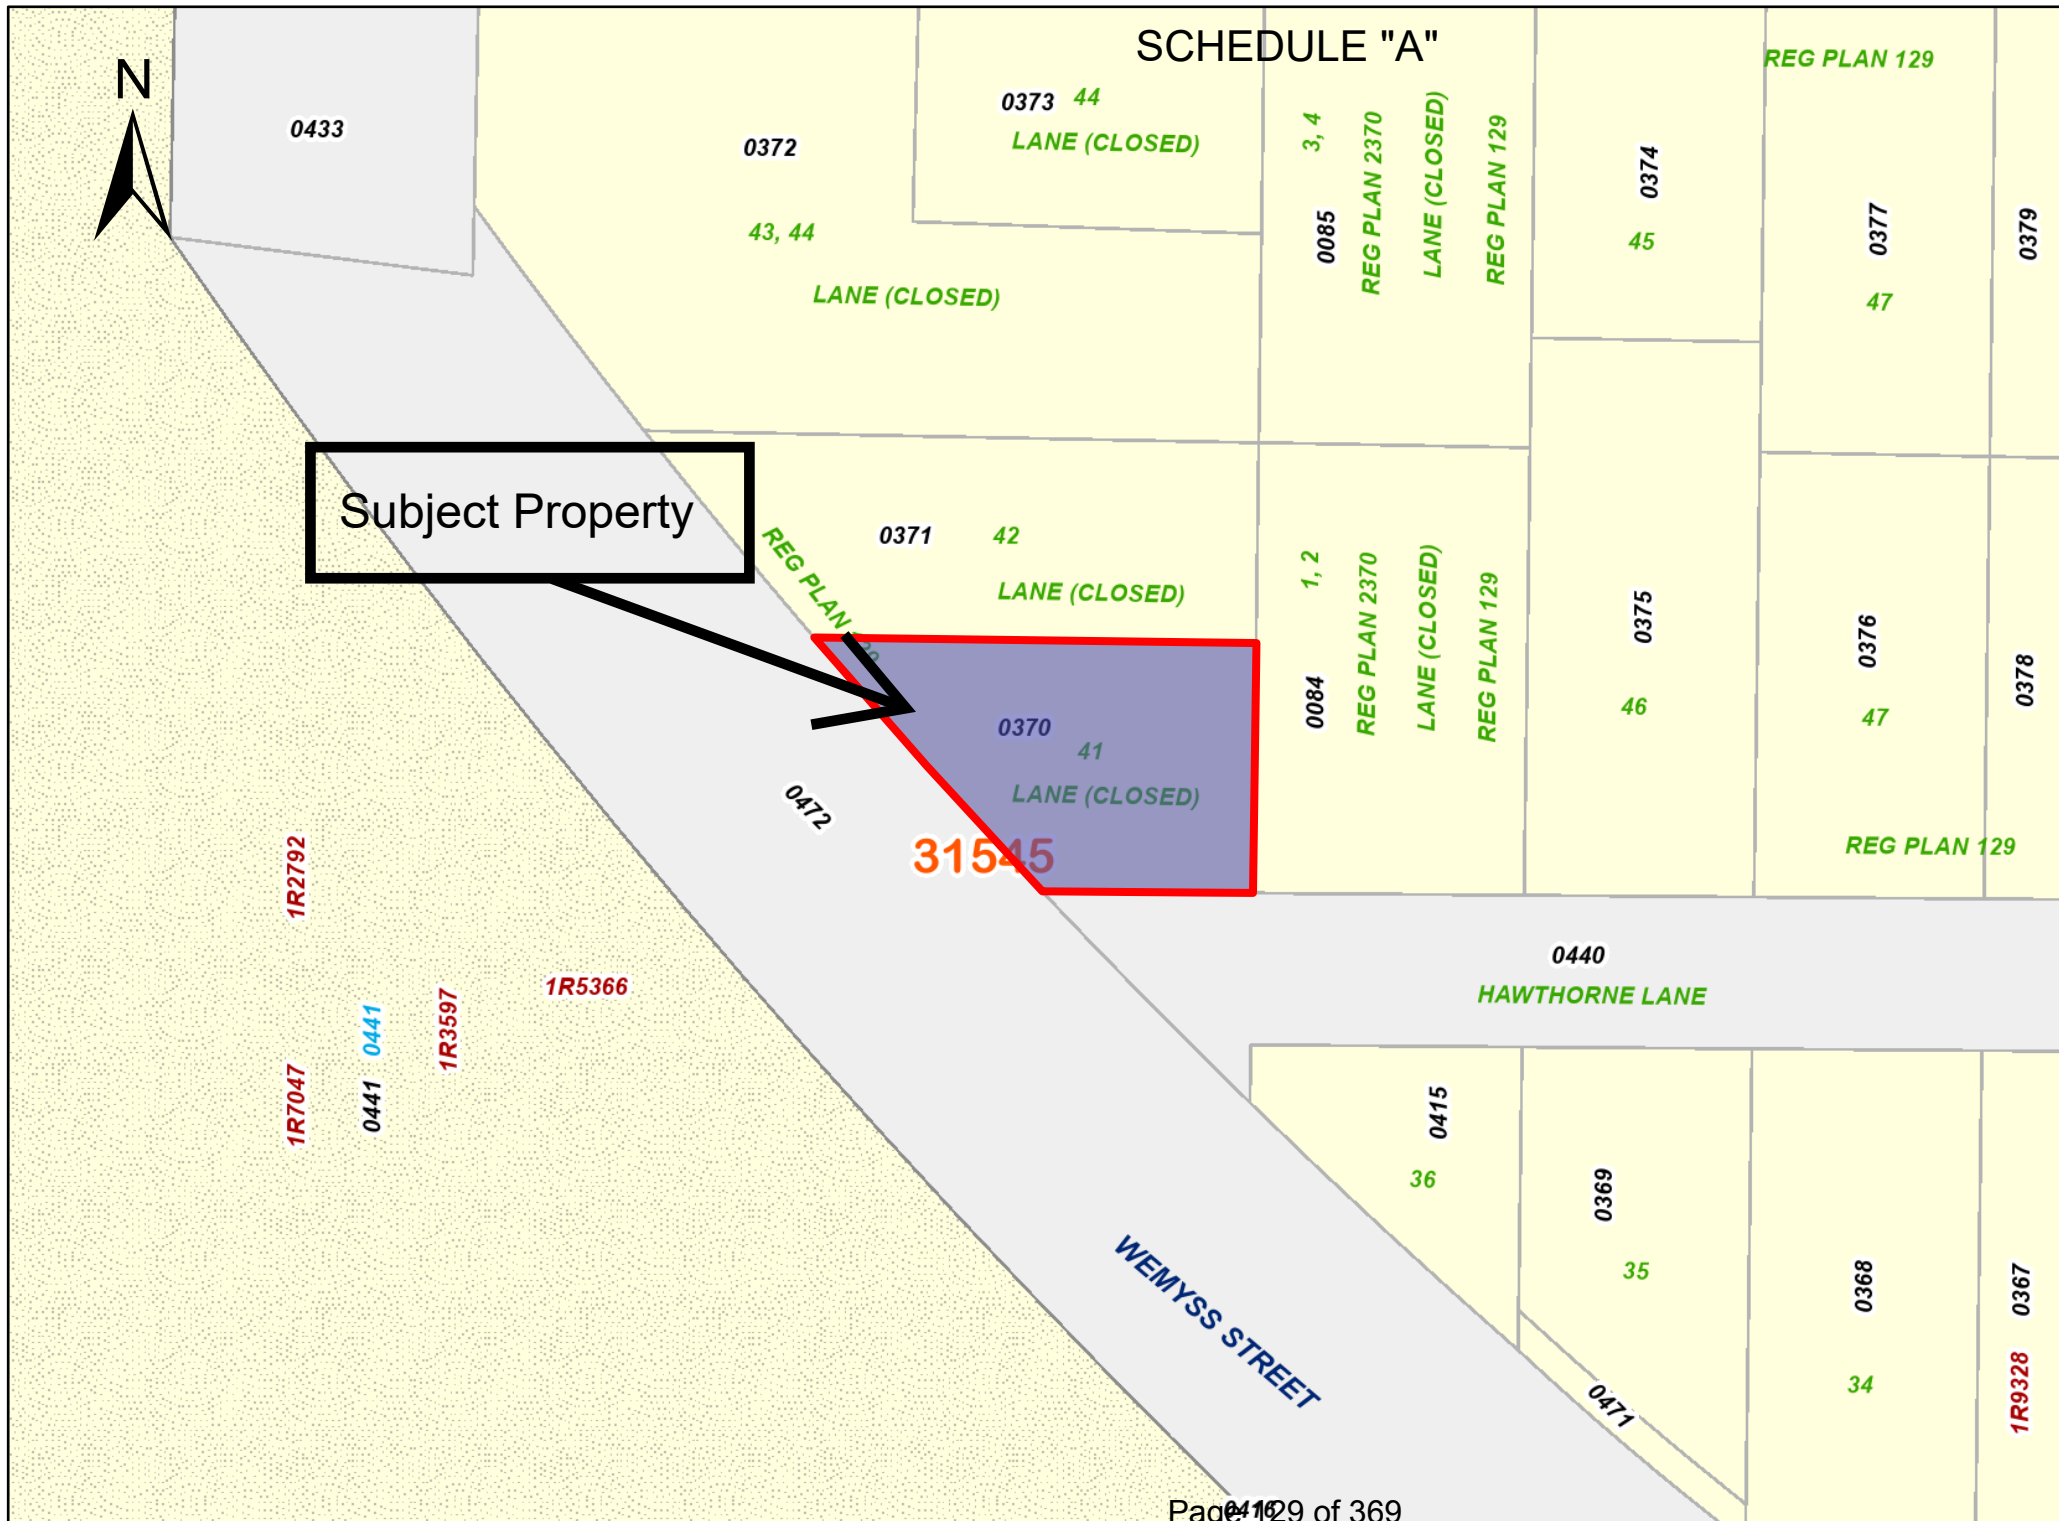 SCHEDULE "A"
N
0433
0372
43, 44
LANE (CLOSED)
0373 44
LANE (CLOSED)
3, 4
0085
REG PLAN 2370
LANE (CLOSED)
REG PLAN 129
0374
45
REG PLAN 129
0377
47
0379
Subject Property
REG PLAN 129
0371 42
LANE (CLOSED)
1, 2
0084
REG PLAN 2370
LANE (CLOSED)
REG PLAN 129
0375
46
0376
47
0378
REG PLAN 129
0370
41
LANE (CLOSED)
0472
31545
1R2792
1R7047
0441 0441
1R3597
1R5366
0440
HAWTHORNE LANE
0415
36
0369
35
0368
34
0367
1R9328
0471
WEMYSS STREET
0416
Page 129 of 369